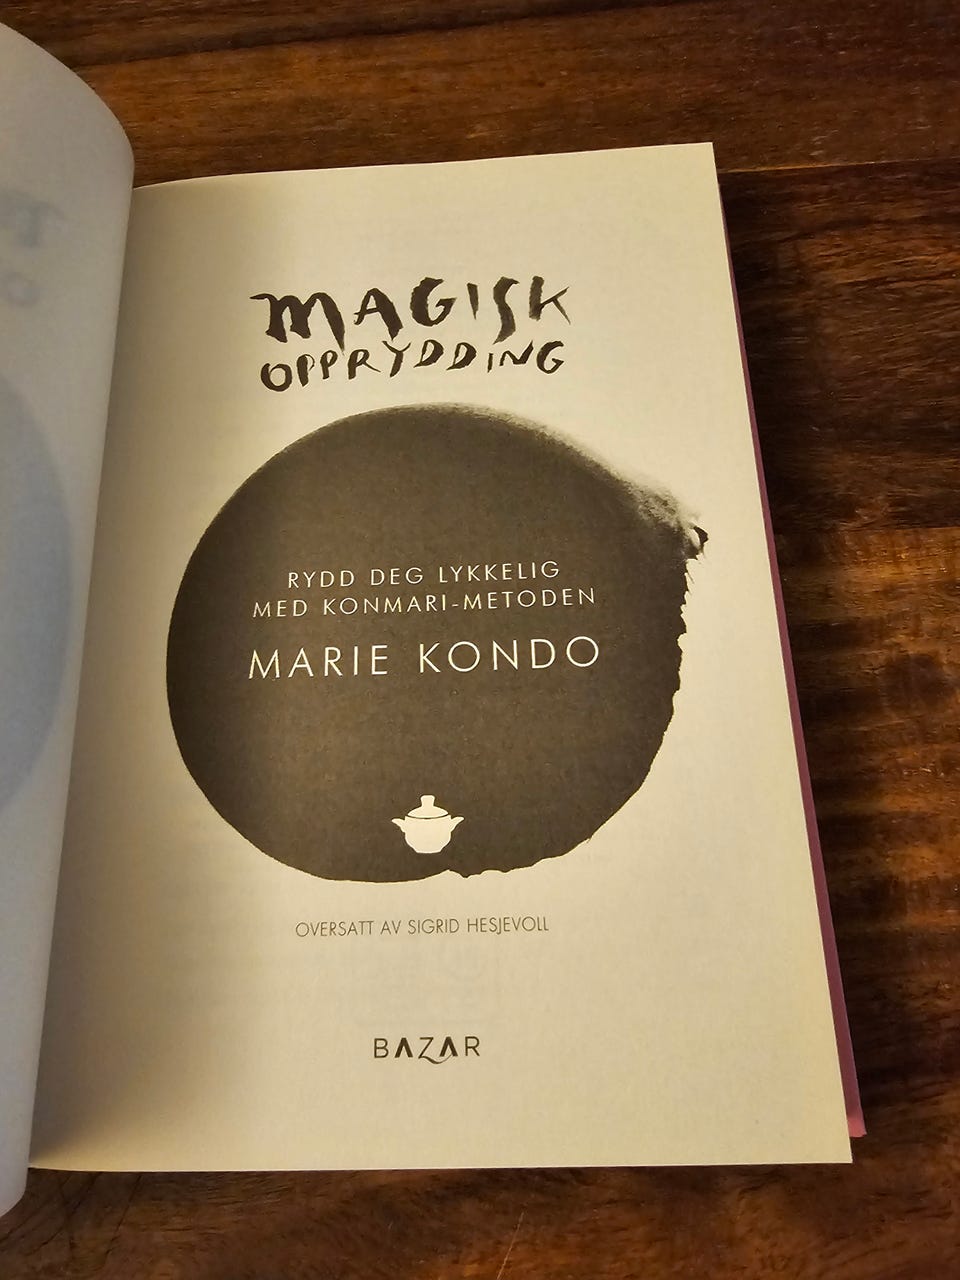 MAGISK
OPPRYDDING
RYDD DEG LYKKELIG
MED KONMARI-METODEN
MARIE KONDO
OVERSATT AV SIGRID HESJEVOLL
BAZAR